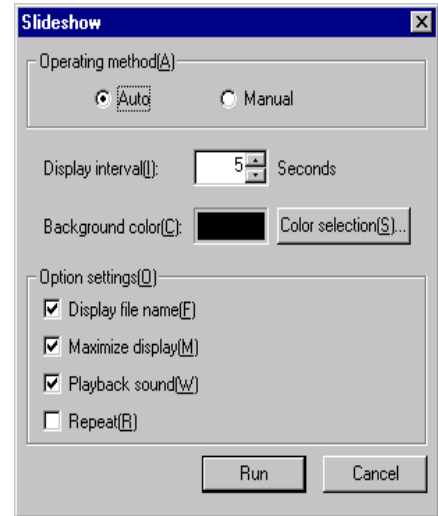 Slideshow
Operating method(A)
Auto Manual
Display interval(I): 5 Seconds
Background color(C): Color selection(S)...
Option settings(O)
Display file name(F)
Maximize display(M)
Playback sound(W)
Repeat(R)
Run Cancel